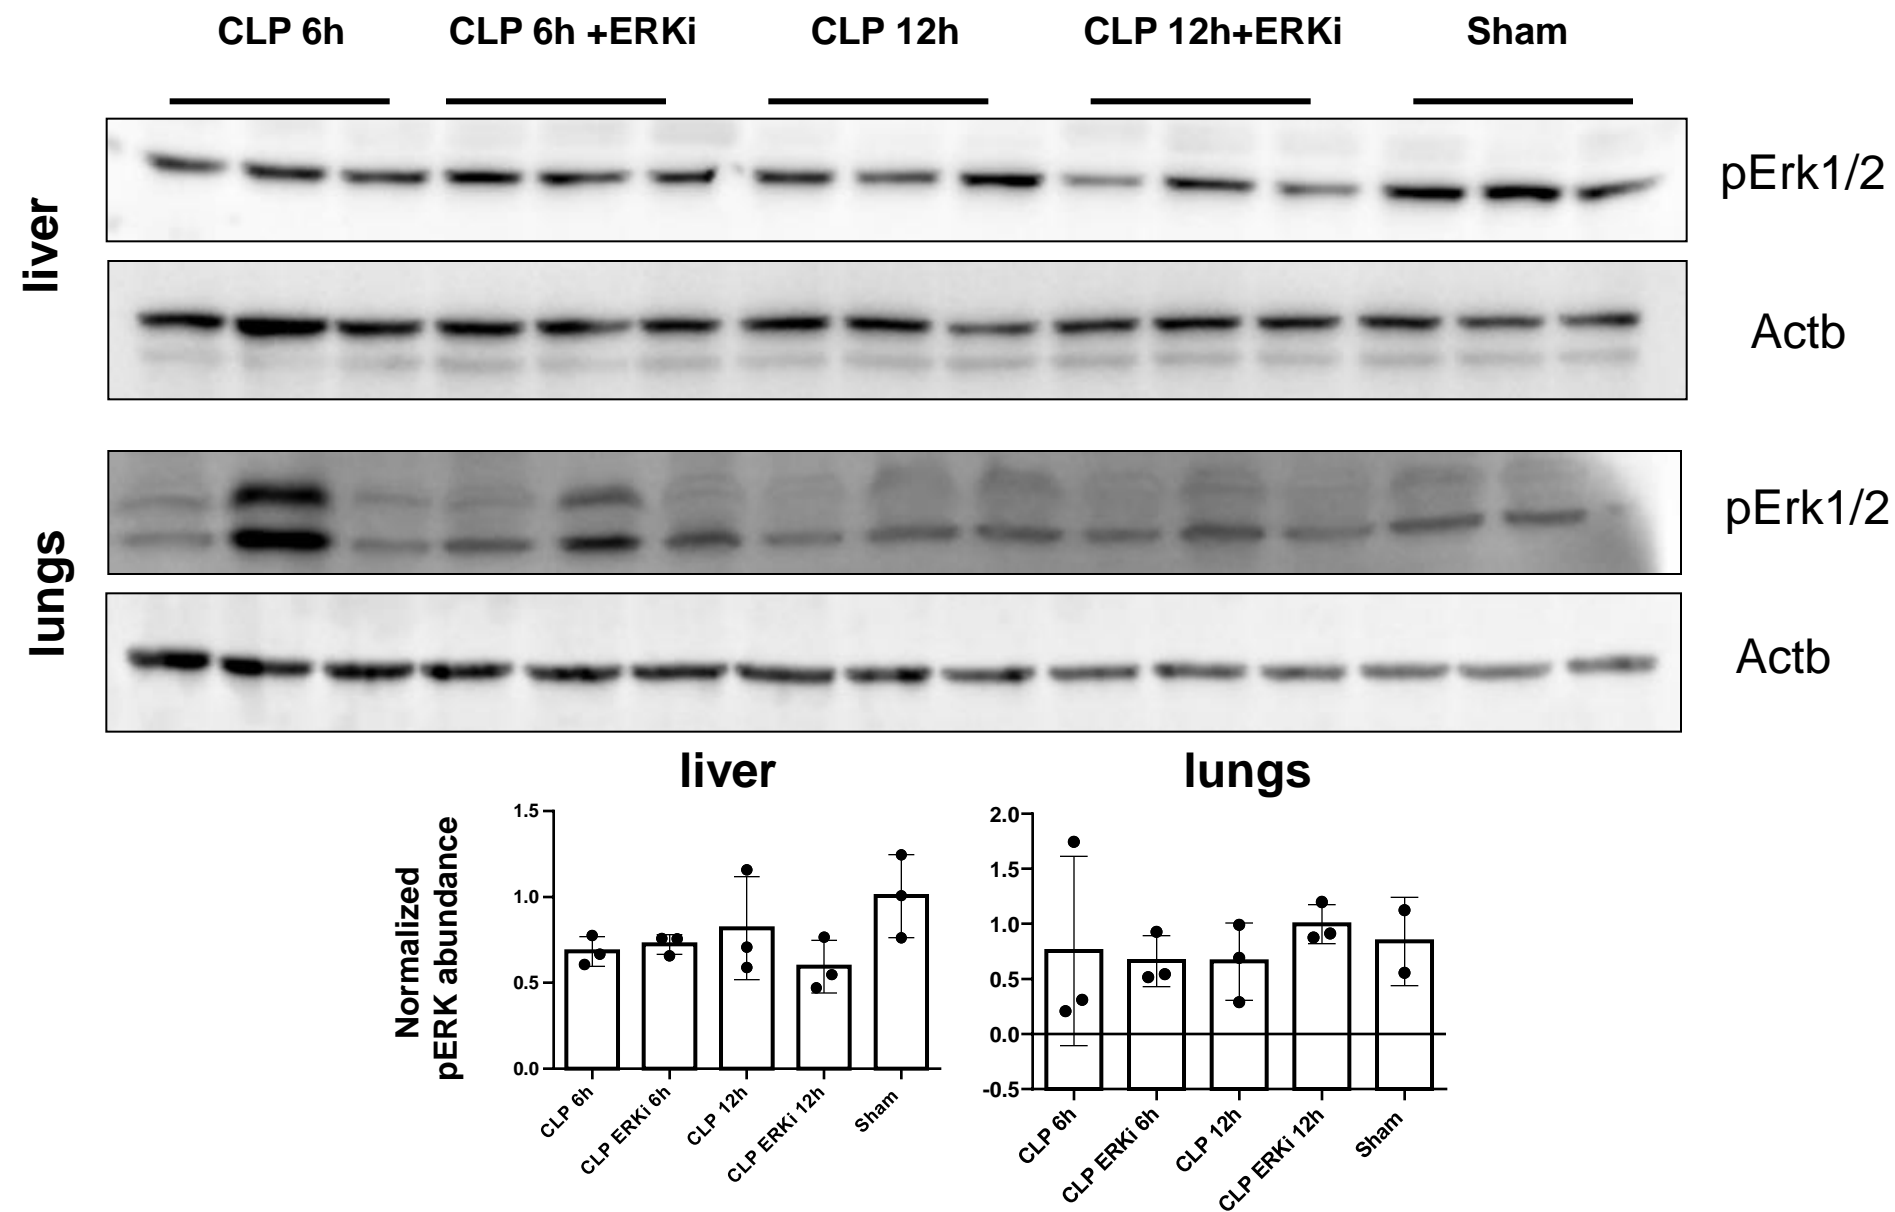 CLP 6h CLP 6h +ERKi CLP 12h CLP 12h+ERKi Sham
liver
pErk1/2
Actb
lungs
pErk1/2
Actb
liver
Normalized
pERK abundance
1.5
1.0
0.5
0.0
CLP 6h
CLP ERKi 6h
CLP 12h
CLP ERKi 12h
Sham
lungs
2.0
1.5
1.0
0.5
0.0
-0.5
CLP 6h
CLP ERKi 6h
CLP 12h
CLP ERKi 12h
Sham